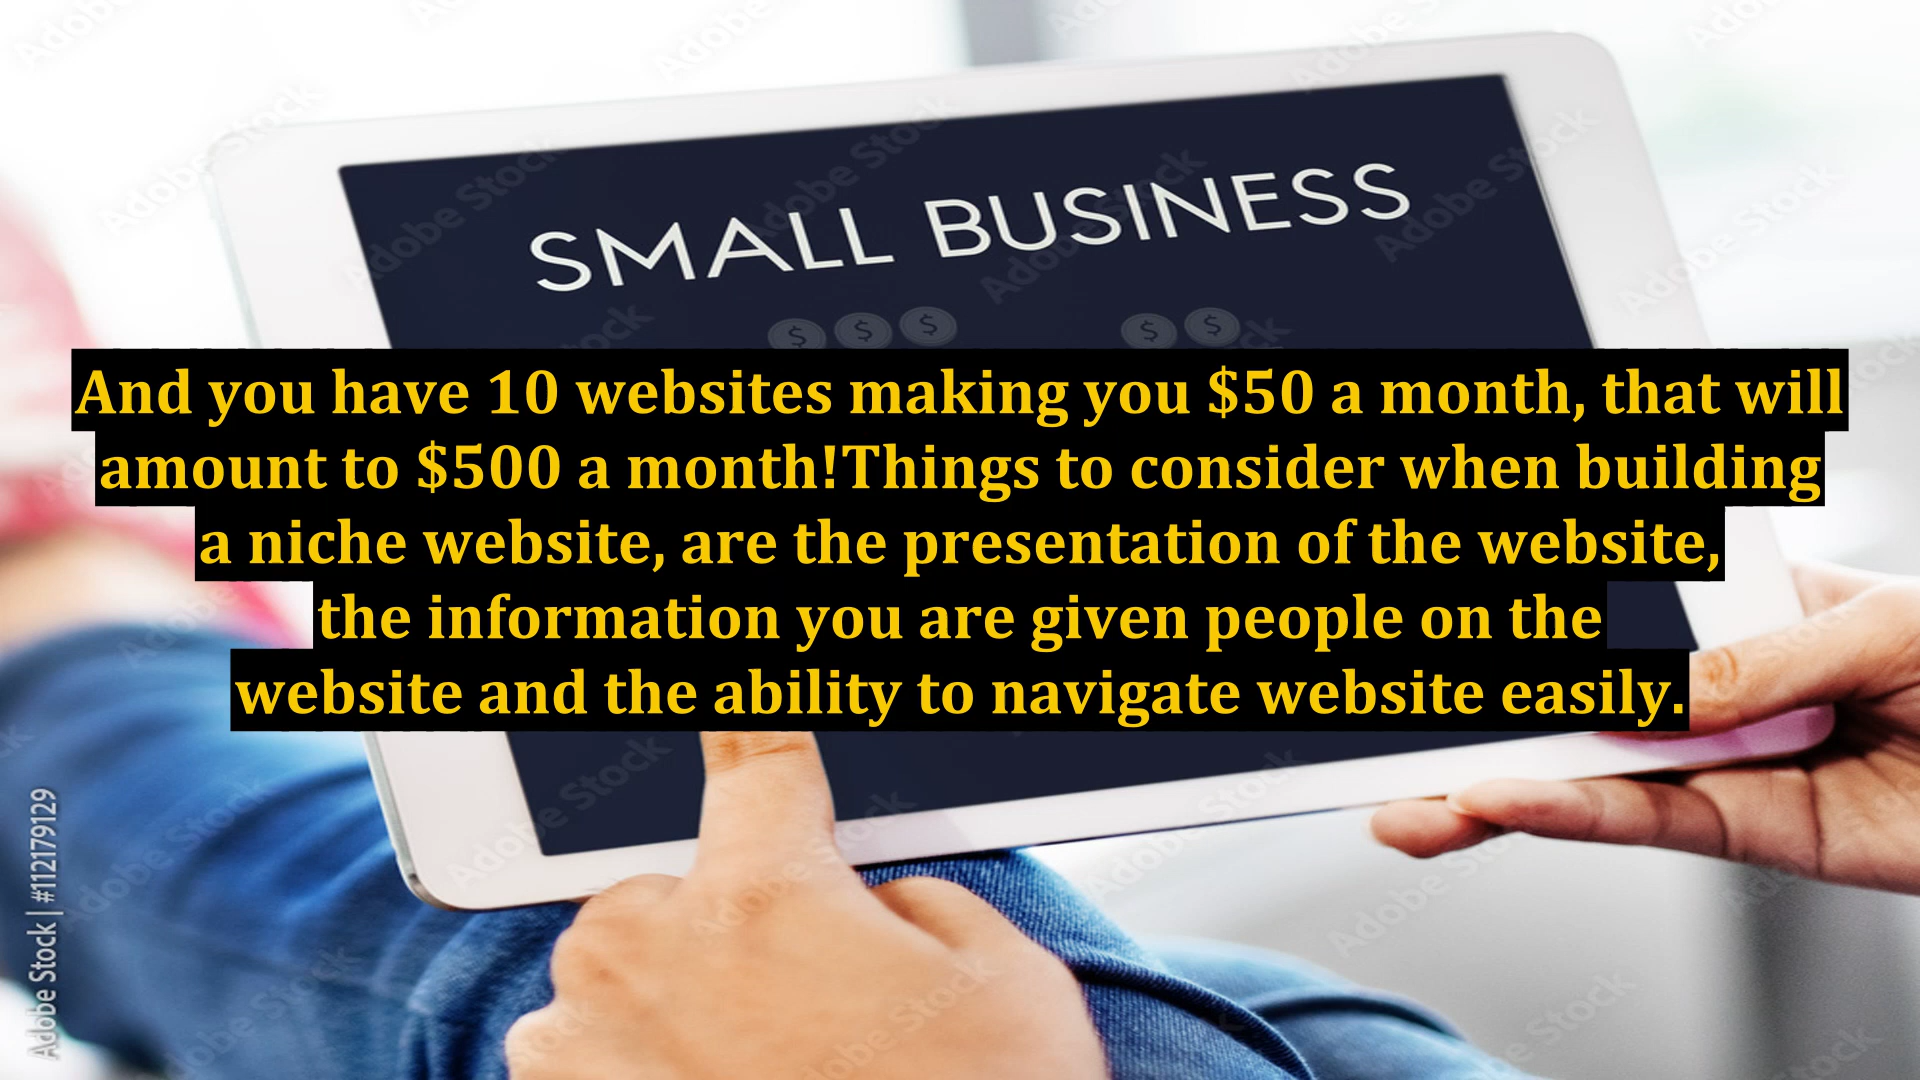 SMALL BUSINESS
And you have 10 websites making you $50 a month, that will
amount to $500 a month!Things to consider when building
a niche website, are the presentation of the website,
the information you are given people on the
website and the ability to navigate website easily.
Adobe Stock | #112179129